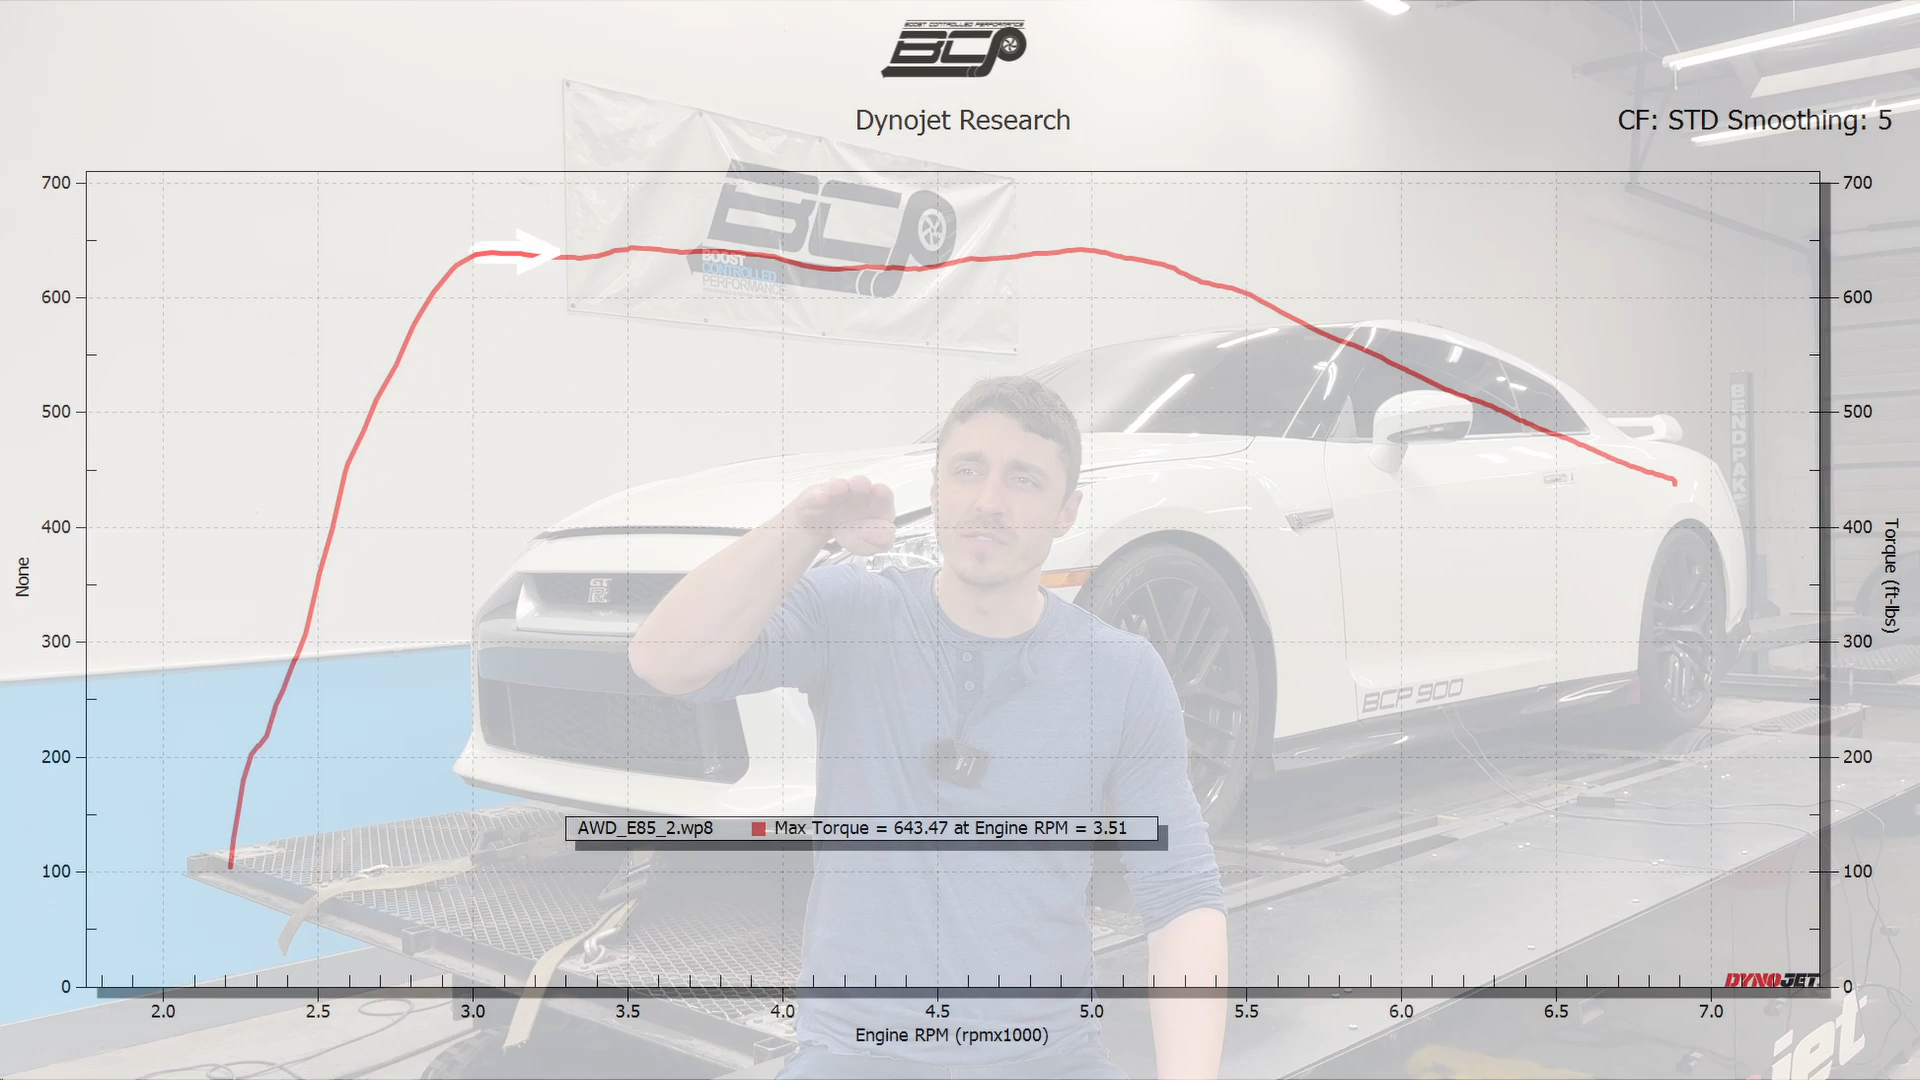 BOOST CONTROLLED PERFORMANCE
BCP
Dynojet Research
CF: STD Smoothing: 5
BCP
BOOST
CONTROLLED
PERFORMANCE
700
600
500
400
300
200
100
0
None
700
600
500
400
300
200
100
0
Torque (ft-lbs)
BENDPAK
GT
R
BCP 900
AWD_E85_2.wp8 Max Torque = 643.47 at Engine RPM = 3.51
DYNOJET
2.0 2.5 3.0 3.5 4.0 4.5 5.0 5.5 6.0 6.5 7.0
Engine RPM (rpmx1000)
jet